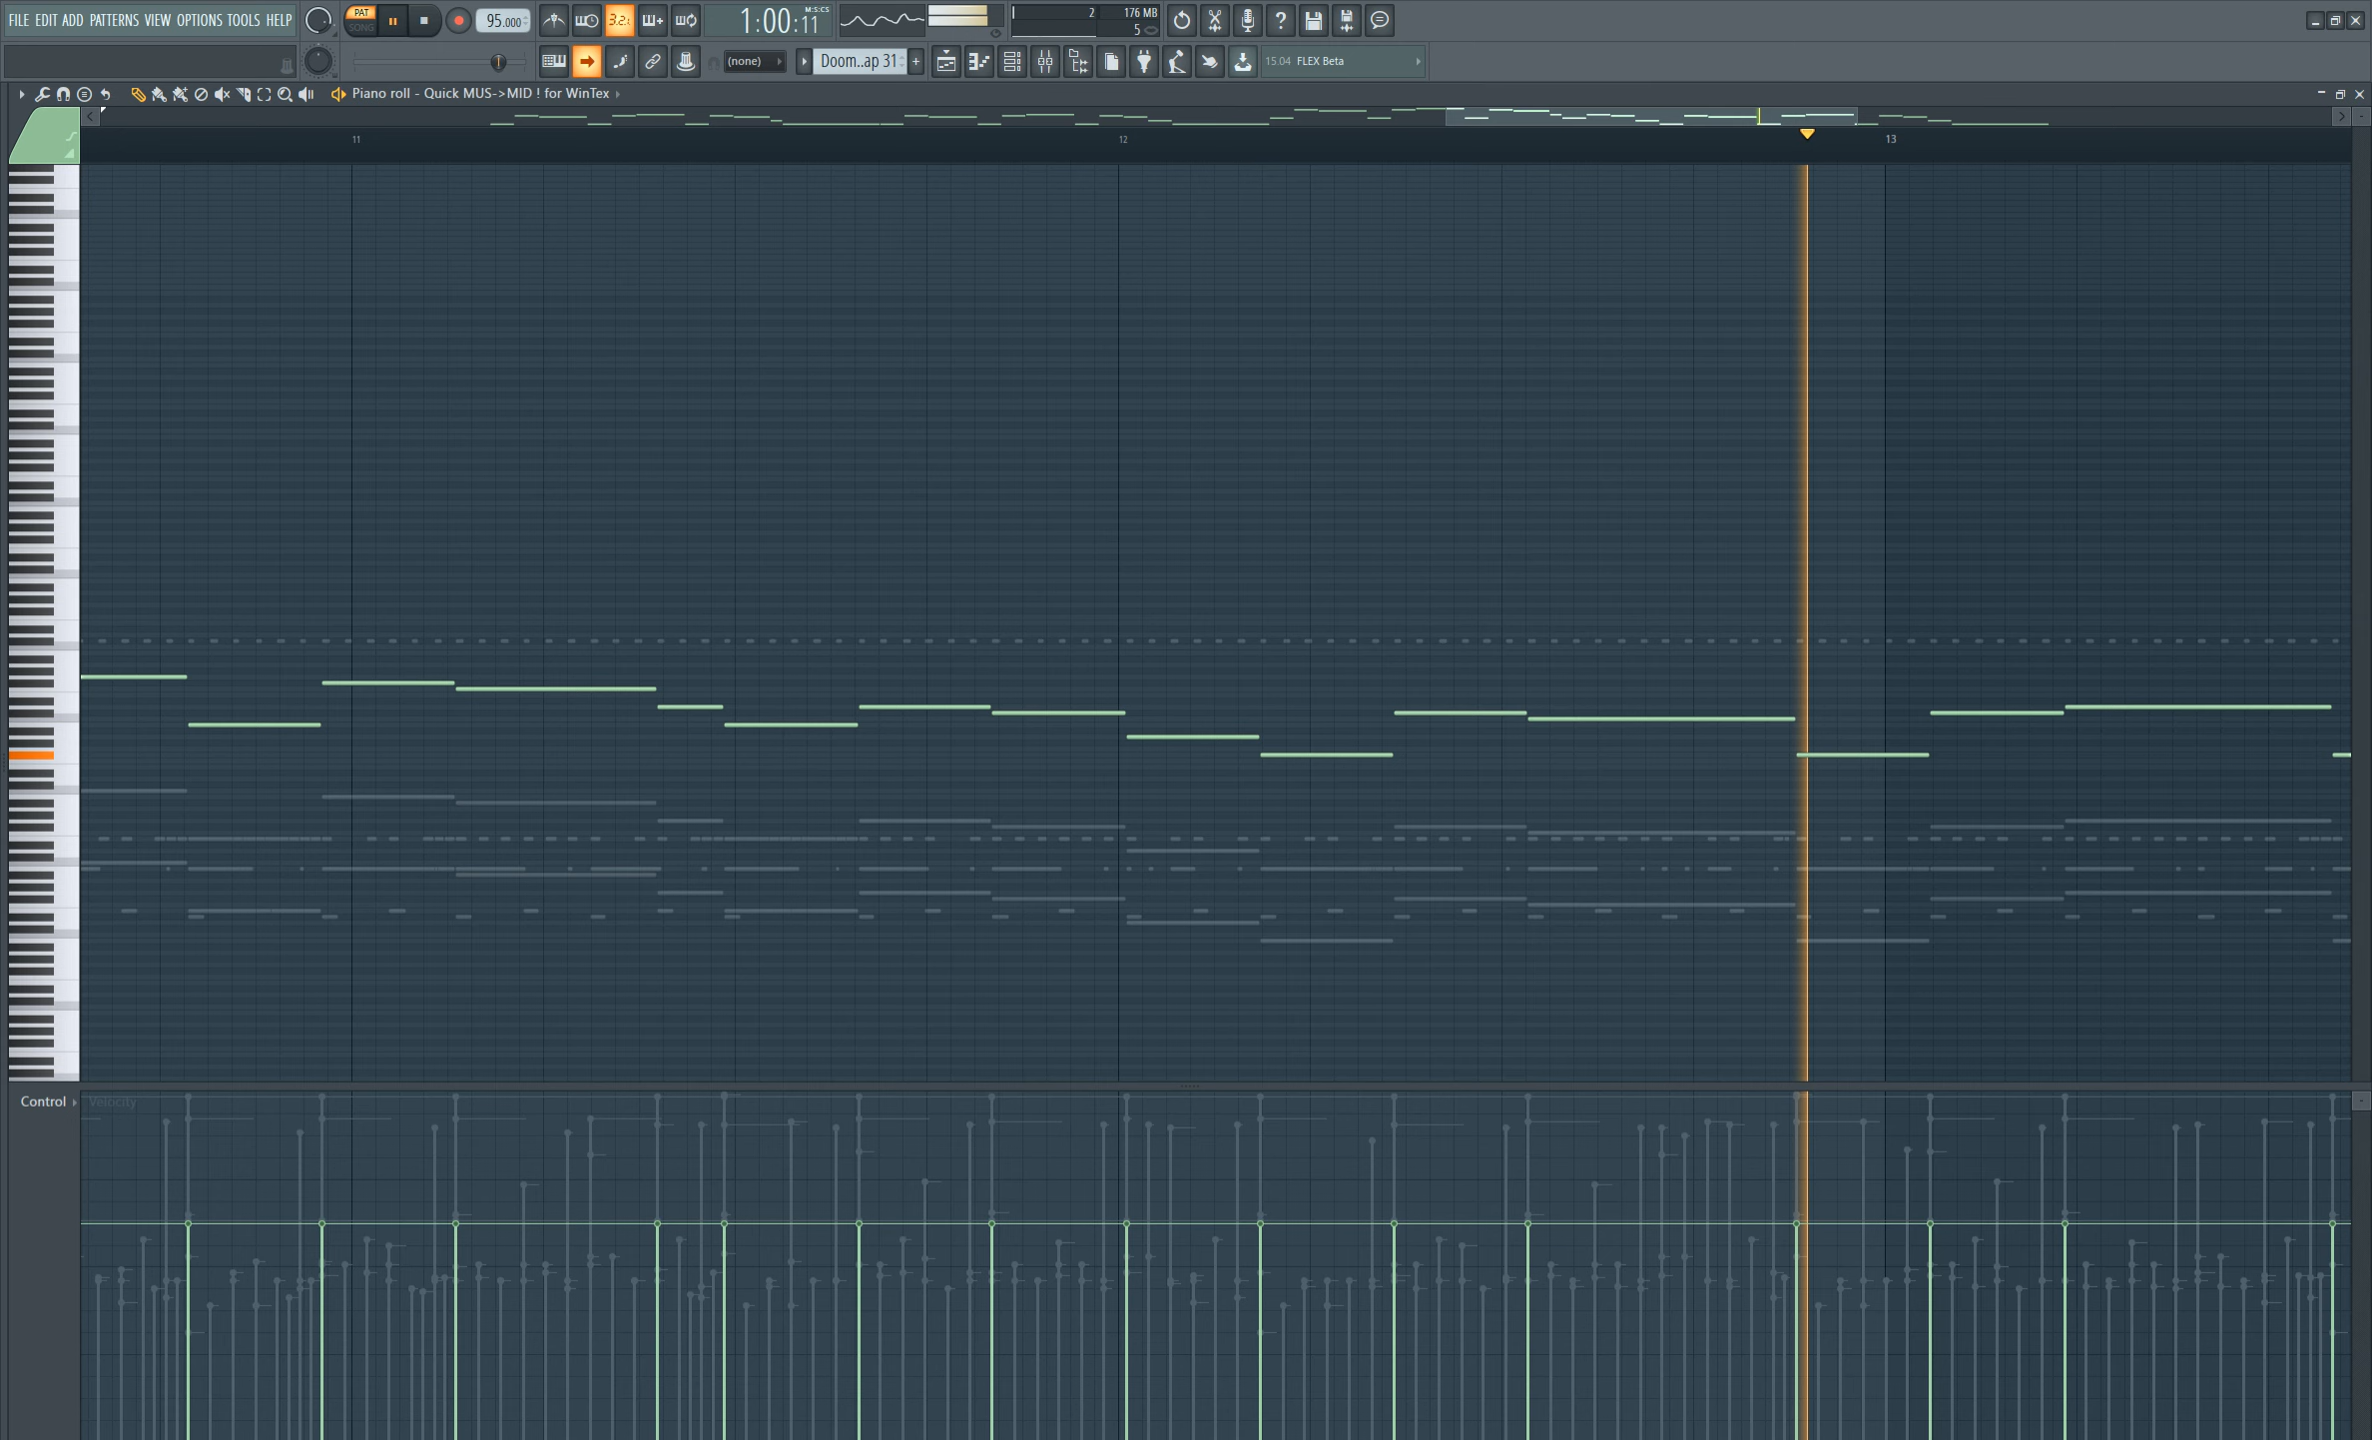 FILE EDIT ADD PATTERNS VIEW OPTIONS TOOLS HELP
PAT
SONG
95.000
3.2.
1:00:11
M:S:CS
2
176 MB
5
(none)
Doom..ap 31
15.04 FLEX Beta
Piano roll - Quick MUS->MID ! for WinTex
11
12
13
Control
Velocity